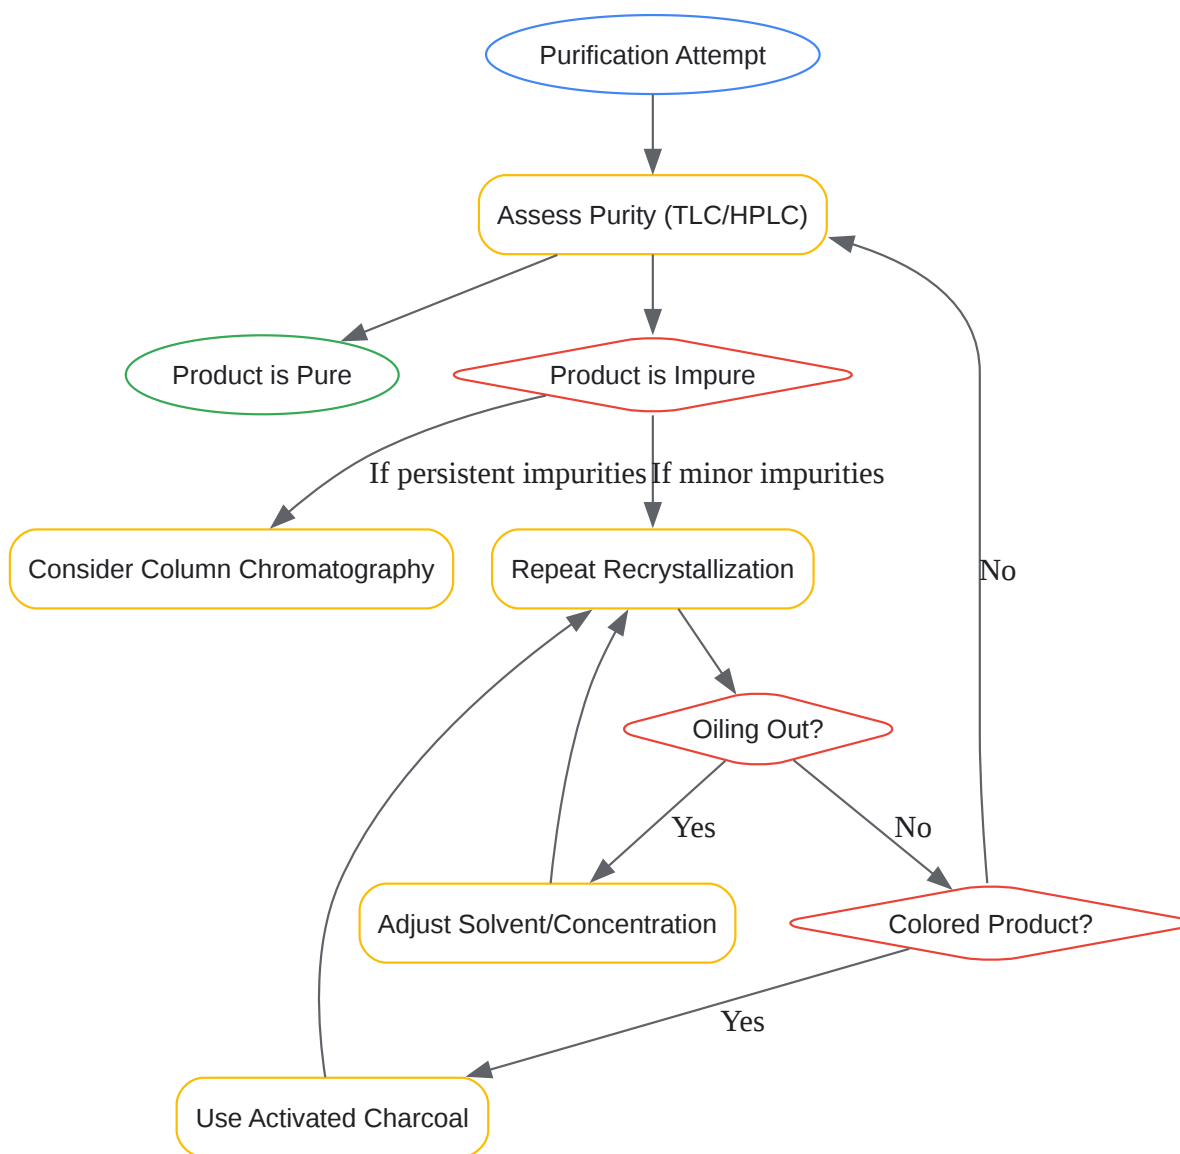 Purification Attempt
Assess Purity (TLC/HPLC)
Product is Pure
Product is Impure
If persistent impurities
If minor impurities
Consider Column Chromatography
Repeat Recrystallization
No
Oiling Out?
Yes
No
Adjust Solvent/Concentration
Colored Product?
Yes
Use Activated Charcoal